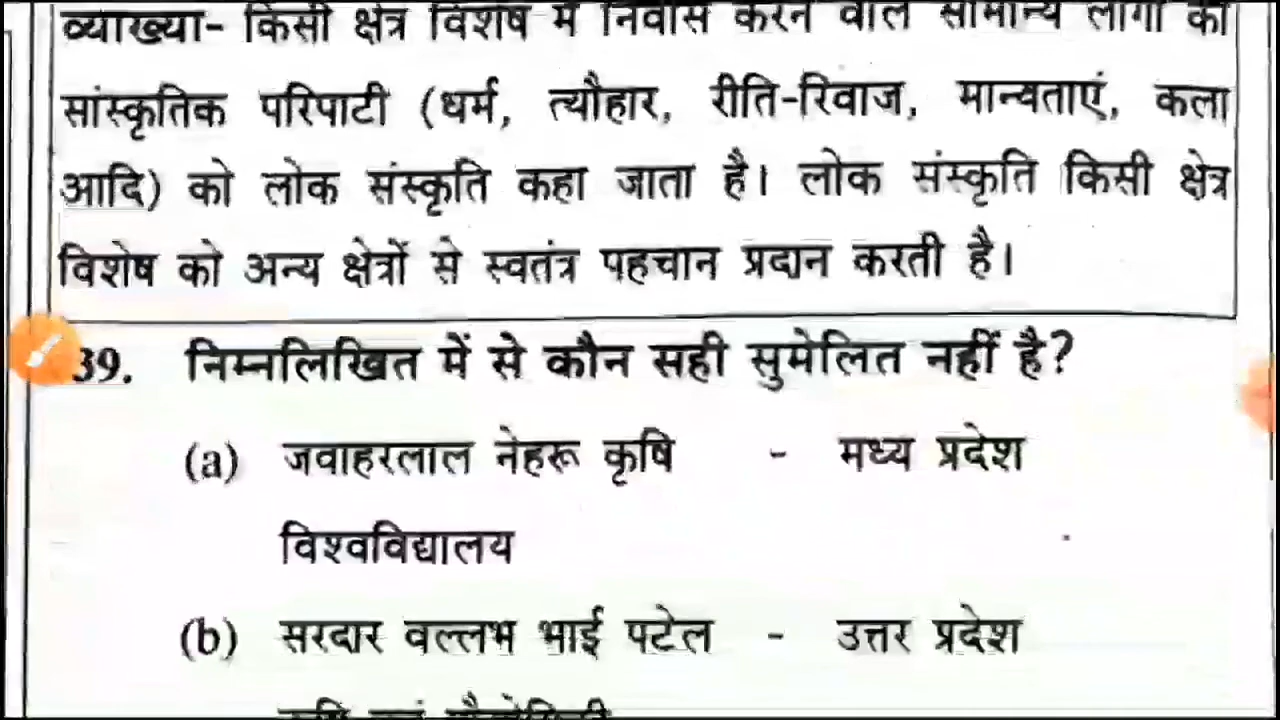 व्याख्या- किसी क्षेत्र विशेष में निवास करने वाले सामान्य लोगों की
सांस्कृतिक परिपाटी (धर्म, त्यौहार, रीति-रिवाज, मान्यताएं, कला
आदि) को लोक संस्कृति कहा जाता है। लोक संस्कृति किसी क्षेत्र
विशेष को अन्य क्षेत्रों से स्वतंत्र पहचान प्रदान करती है।
39. निम्नलिखित में से कौन सही सुमेलित नहीं है?
(a) जवाहरलाल नेहरू कृषि - मध्य प्रदेश
विश्वविद्यालय
(b) सरदार वल्लभ भाई पटेल - उत्तर प्रदेश